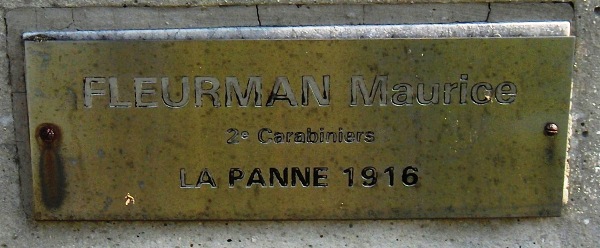 FLEURMAN Maurice
2e Carabiniers
LA PANNE 1916